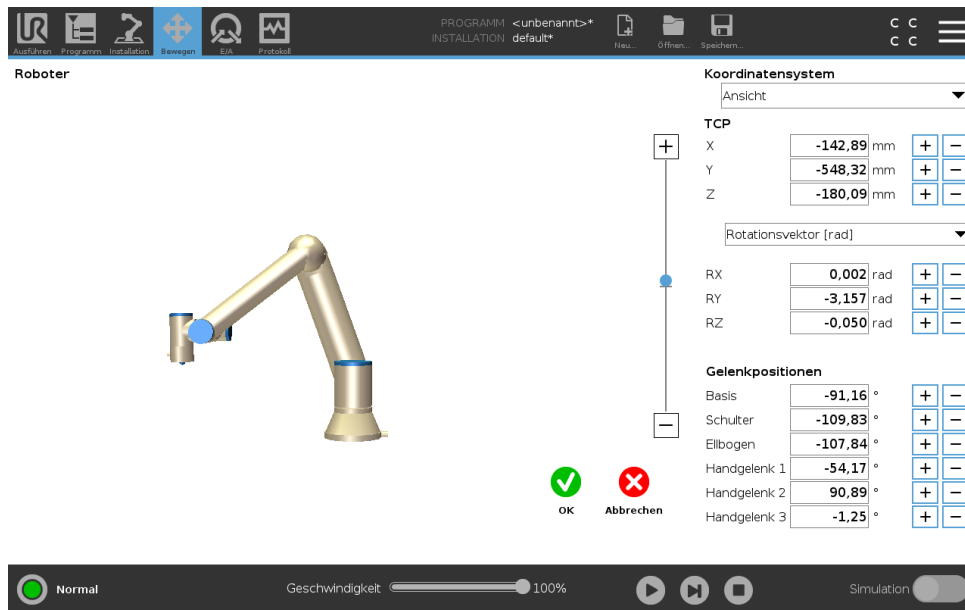 PROGRAMM <unbenannt>*
INSTALLATION default*
UR
C C
C C
Ausführen Programm Installation Bewegen E/A Protokoll Neu... Öffnen... Speichern...
Roboter
Koordinatensystem
Ansicht
TCP
X -142,89 mm + −
Y -548,32 mm + −
Z -180,09 mm + −
Rotationsvektor [rad]
RX 0,002 rad + −
RY -3,157 rad + −
RZ -0,050 rad + −
Gelenkpositionen
Basis -91,16 ° + −
Schulter -109,83 ° + −
Ellbogen -107,84 ° + −
Handgelenk 1 -54,17 ° + −
Handgelenk 2 90,89 ° + −
Handgelenk 3 -1,25 ° + −
OK Abbrechen
Normal Geschwindigkeit 100% Simulation